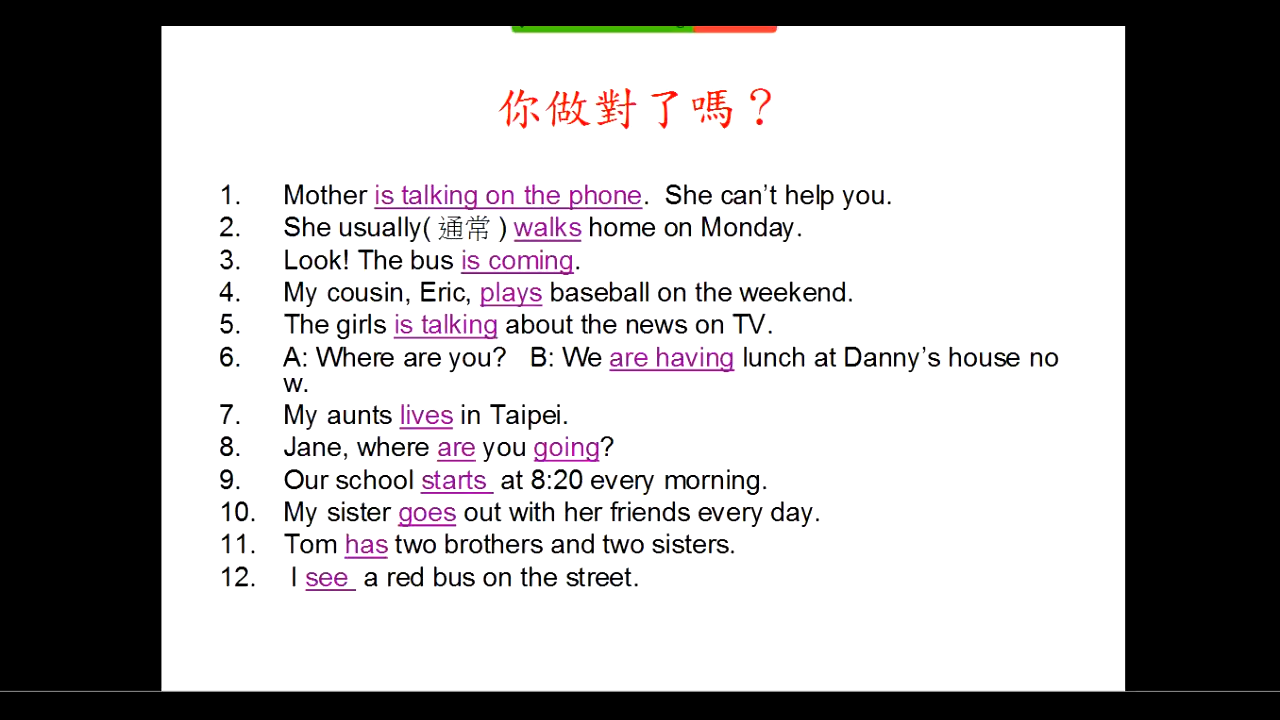 你做對了嗎？
1. Mother is talking on the phone.  She can’t help you.
2. She usually( 通常 ) walks home on Monday.
3. Look! The bus is coming.
4. My cousin, Eric, plays baseball on the weekend.
5. The girls is talking about the news on TV.
6. A: Where are you?   B: We are having lunch at Danny’s house no
w.
7. My aunts lives in Taipei.
8. Jane, where are you going?
9. Our school starts  at 8:20 every morning.
10. My sister goes out with her friends every day.
11. Tom has two brothers and two sisters.
12. I see  a red bus on the street.